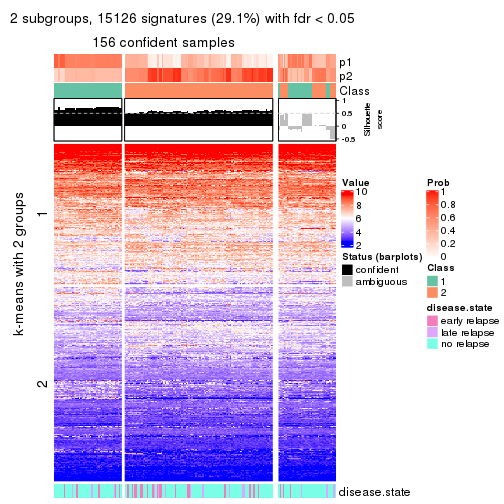 2 subgroups, 15126 signatures (29.1%) with fdr < 0.05
156 confident samples
p1
p2
Class
1
0.5
0
-0.5
Silhouette
score
k-means with 2 groups
1
2
disease.state
Value
10
8
6
4
2
Status (barplots)
confident
ambiguous
Prob
1
0.8
0.6
0.4
0.2
0
Class
1
2
disease.state
early relapse
late relapse
no relapse